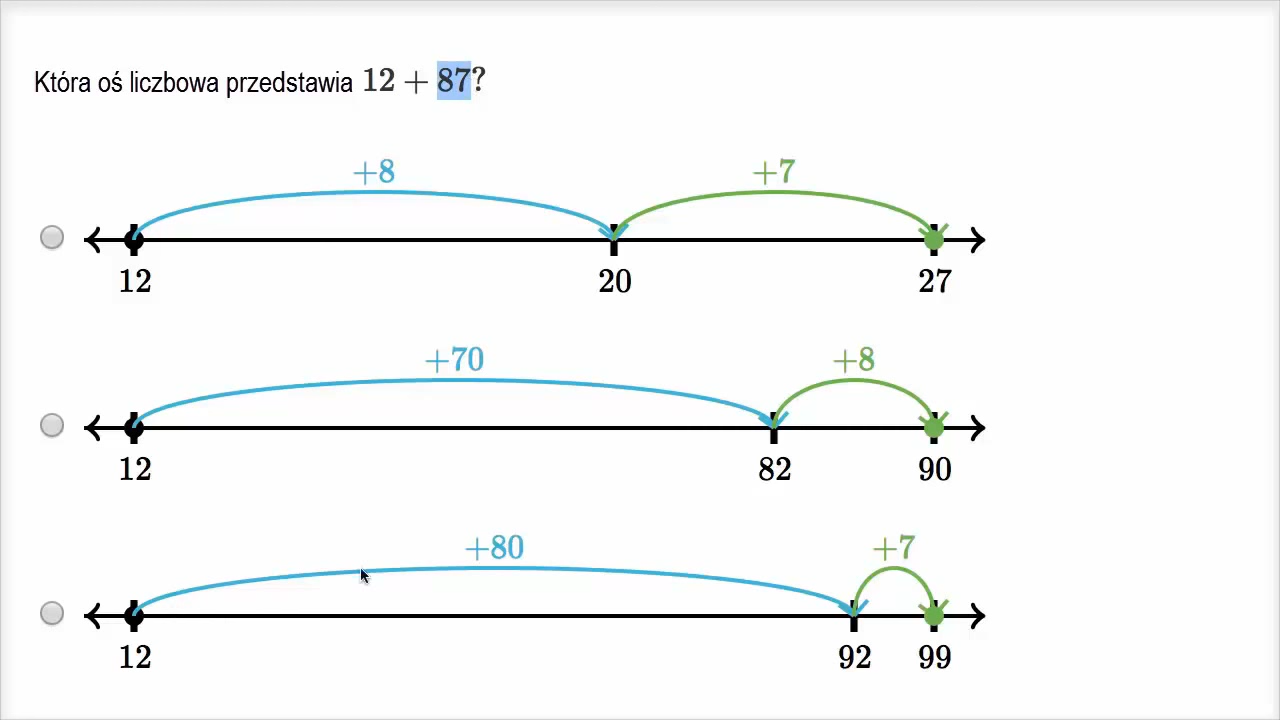 Która oś liczbowa przedstawia 12 + 87?
+8 +7
12 20 27
+70 +8
12 82 90
+80 +7
12 92 99